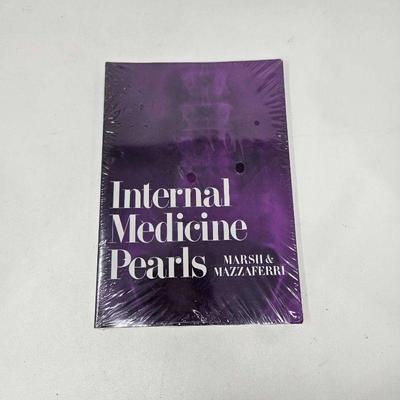 Internal
Medicine
Pearls MARSH &
MAZZAFERRI